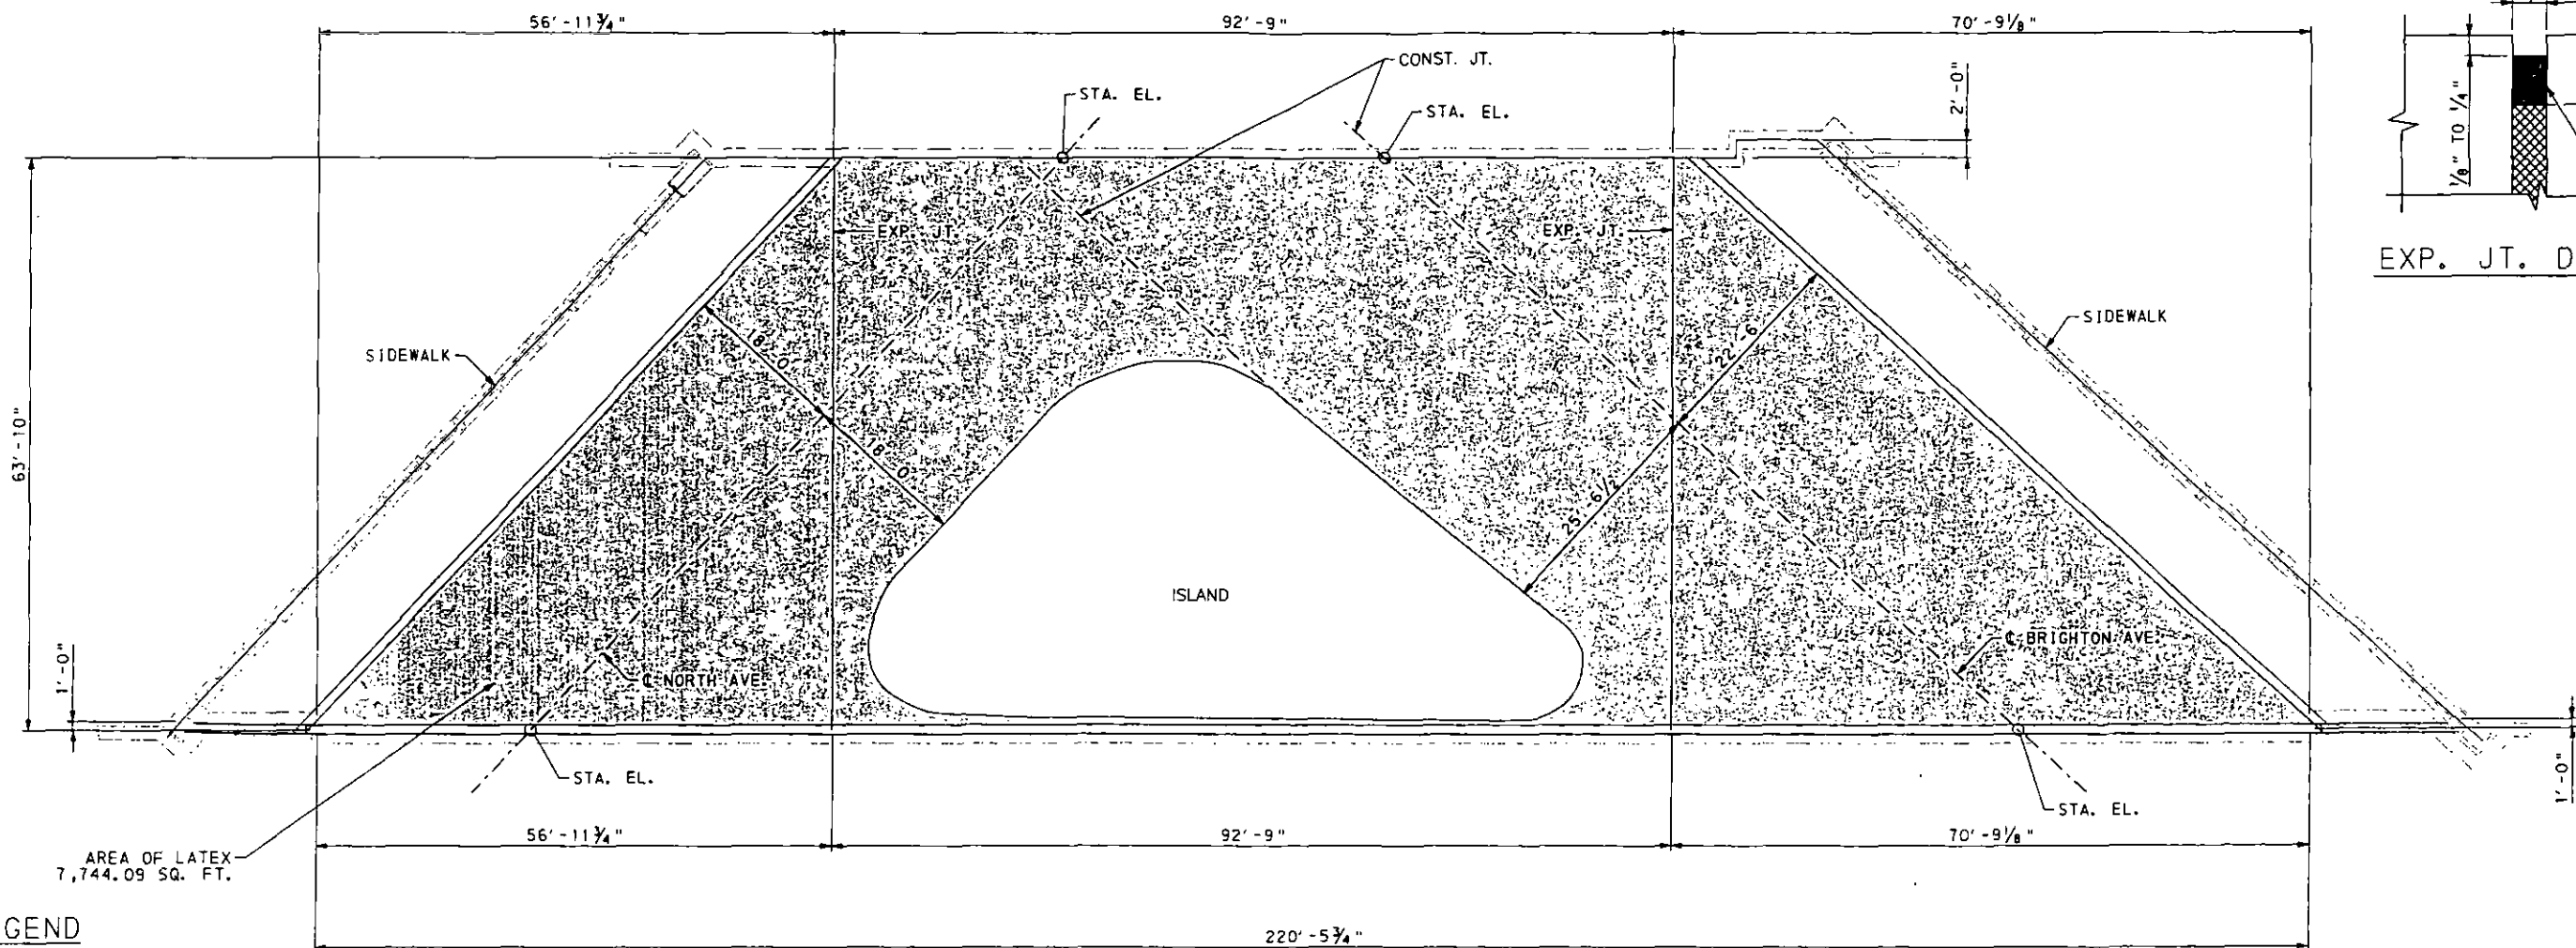 56'-11¾"
92'-9"
70'-9⅛"
CONST. JT.
STA. EL.
STA. EL.
2'-0"
⅛" TO ¼"
EXP. JT. D
EXP. JT.
EXP. JT.
63'-10"
SIDEWALK
SIDEWALK
18'-0"
18'-0"
22'-6"
25'-6½"
ISLAND
℄ NORTH AVE.
℄ BRIGHTON AVE.
1'-0"
1'-0"
STA. EL.
STA. EL.
AREA OF LATEX
7,744.09 SQ. FT.
56'-11¾"
92'-9"
70'-9⅛"
220'-5¾"
GEND